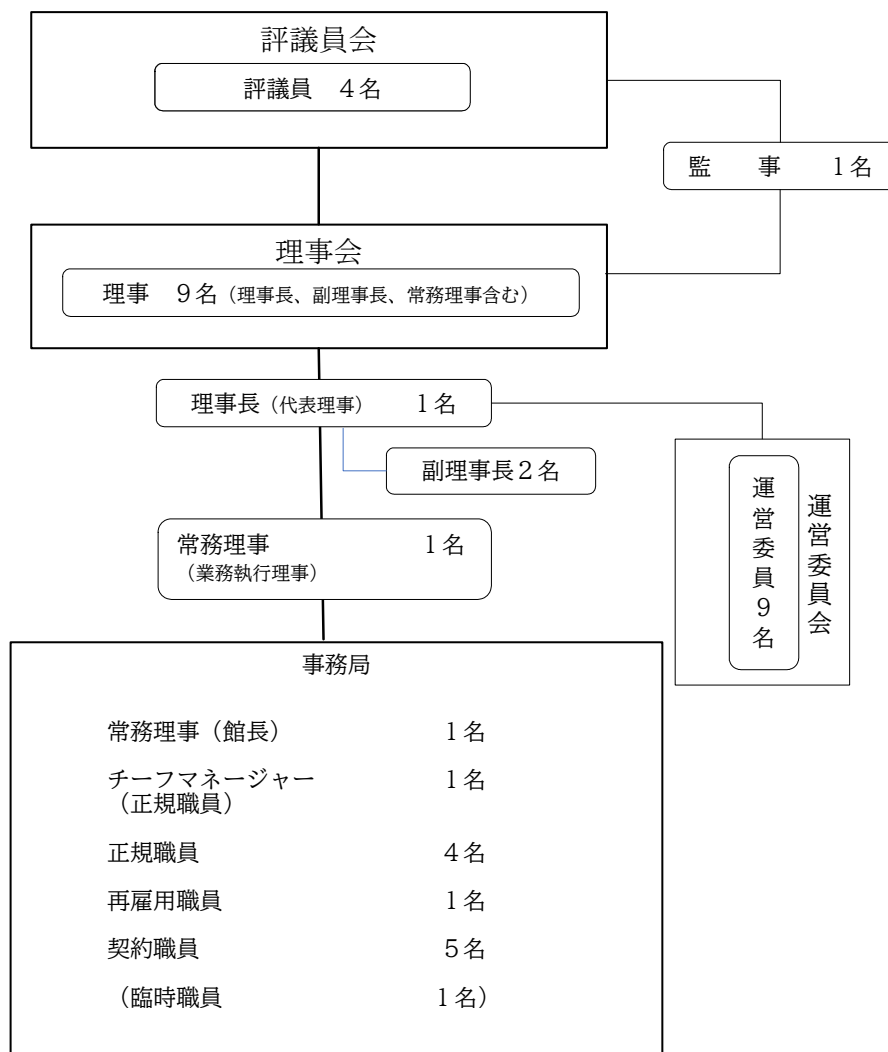 評議員会
評議員　４名
監　事　１名
理事会
理事　９名（理事長、副理事長、常務理事含む）
理事長（代表理事）　１名
副理事長２名
常務理事　１名
（業務執行理事）
運営委員会
運営委員９名
事務局
常務理事（館長）　１名
チーフマネージャー　１名
（正規職員）
正規職員　４名
再雇用職員　１名
契約職員　５名
（臨時職員　１名）